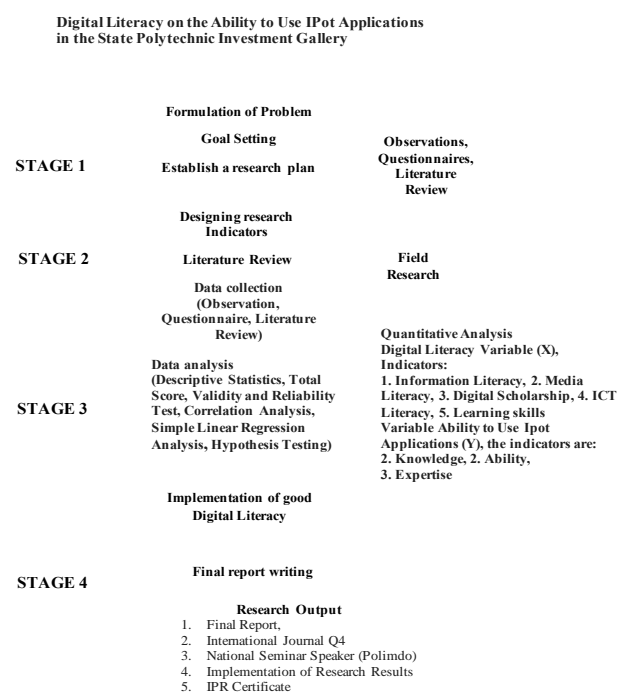 Digital Literacy on the Ability to Use IPot Applications
in the State Polytechnic Investment Gallery
Formulation of Problem
Goal Setting
STAGE 1
Establish a research plan
Observations,
Questionnaires,
Literature
Review
Designing research
Indicators
STAGE 2
Literature Review
Field
Research
Data collection
(Observation,
Questionnaire, Literature
Review)
STAGE 3
Data analysis
(Descriptive Statistics, Total
Score, Validity and Reliability
Test, Correlation Analysis,
Simple Linear Regression
Analysis, Hypothesis Testing)
Quantitative Analysis
Digital Literacy Variable (X),
Indicators:
1. Information Literacy, 2. Media
Literacy, 3. Digital Scholarship, 4. ICT
Literacy, 5. Learning skills
Variable Ability to Use Ipot
Applications (Y), the indicators are:
2. Knowledge, 2. Ability,
3. Expertise
Implementation of good
Digital Literacy
STAGE 4
Final report writing
Research Output
1. Final Report,
2. International Journal Q4
3. National Seminar Speaker (Polimdo)
4. Implementation of Research Results
5. IPR Certificate